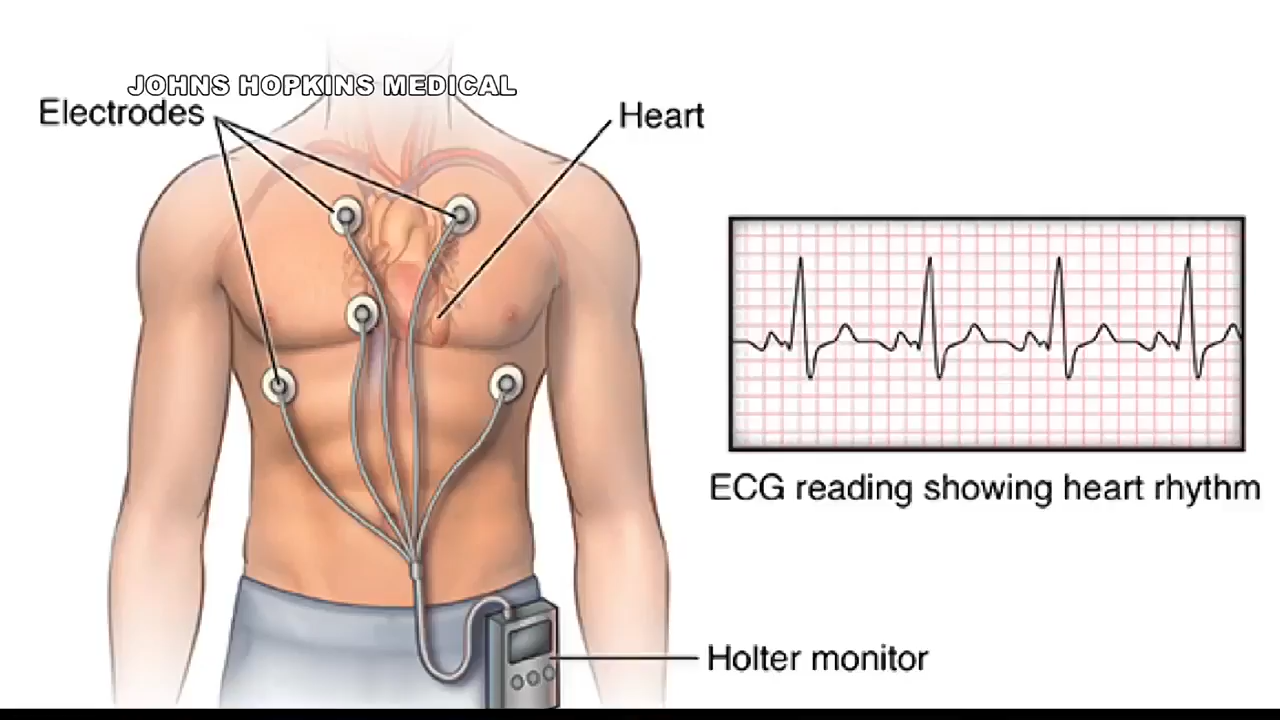 JOHNS HOPKINS MEDICAL
Electrodes
Heart
ECG reading showing heart rhythm
Holter monitor